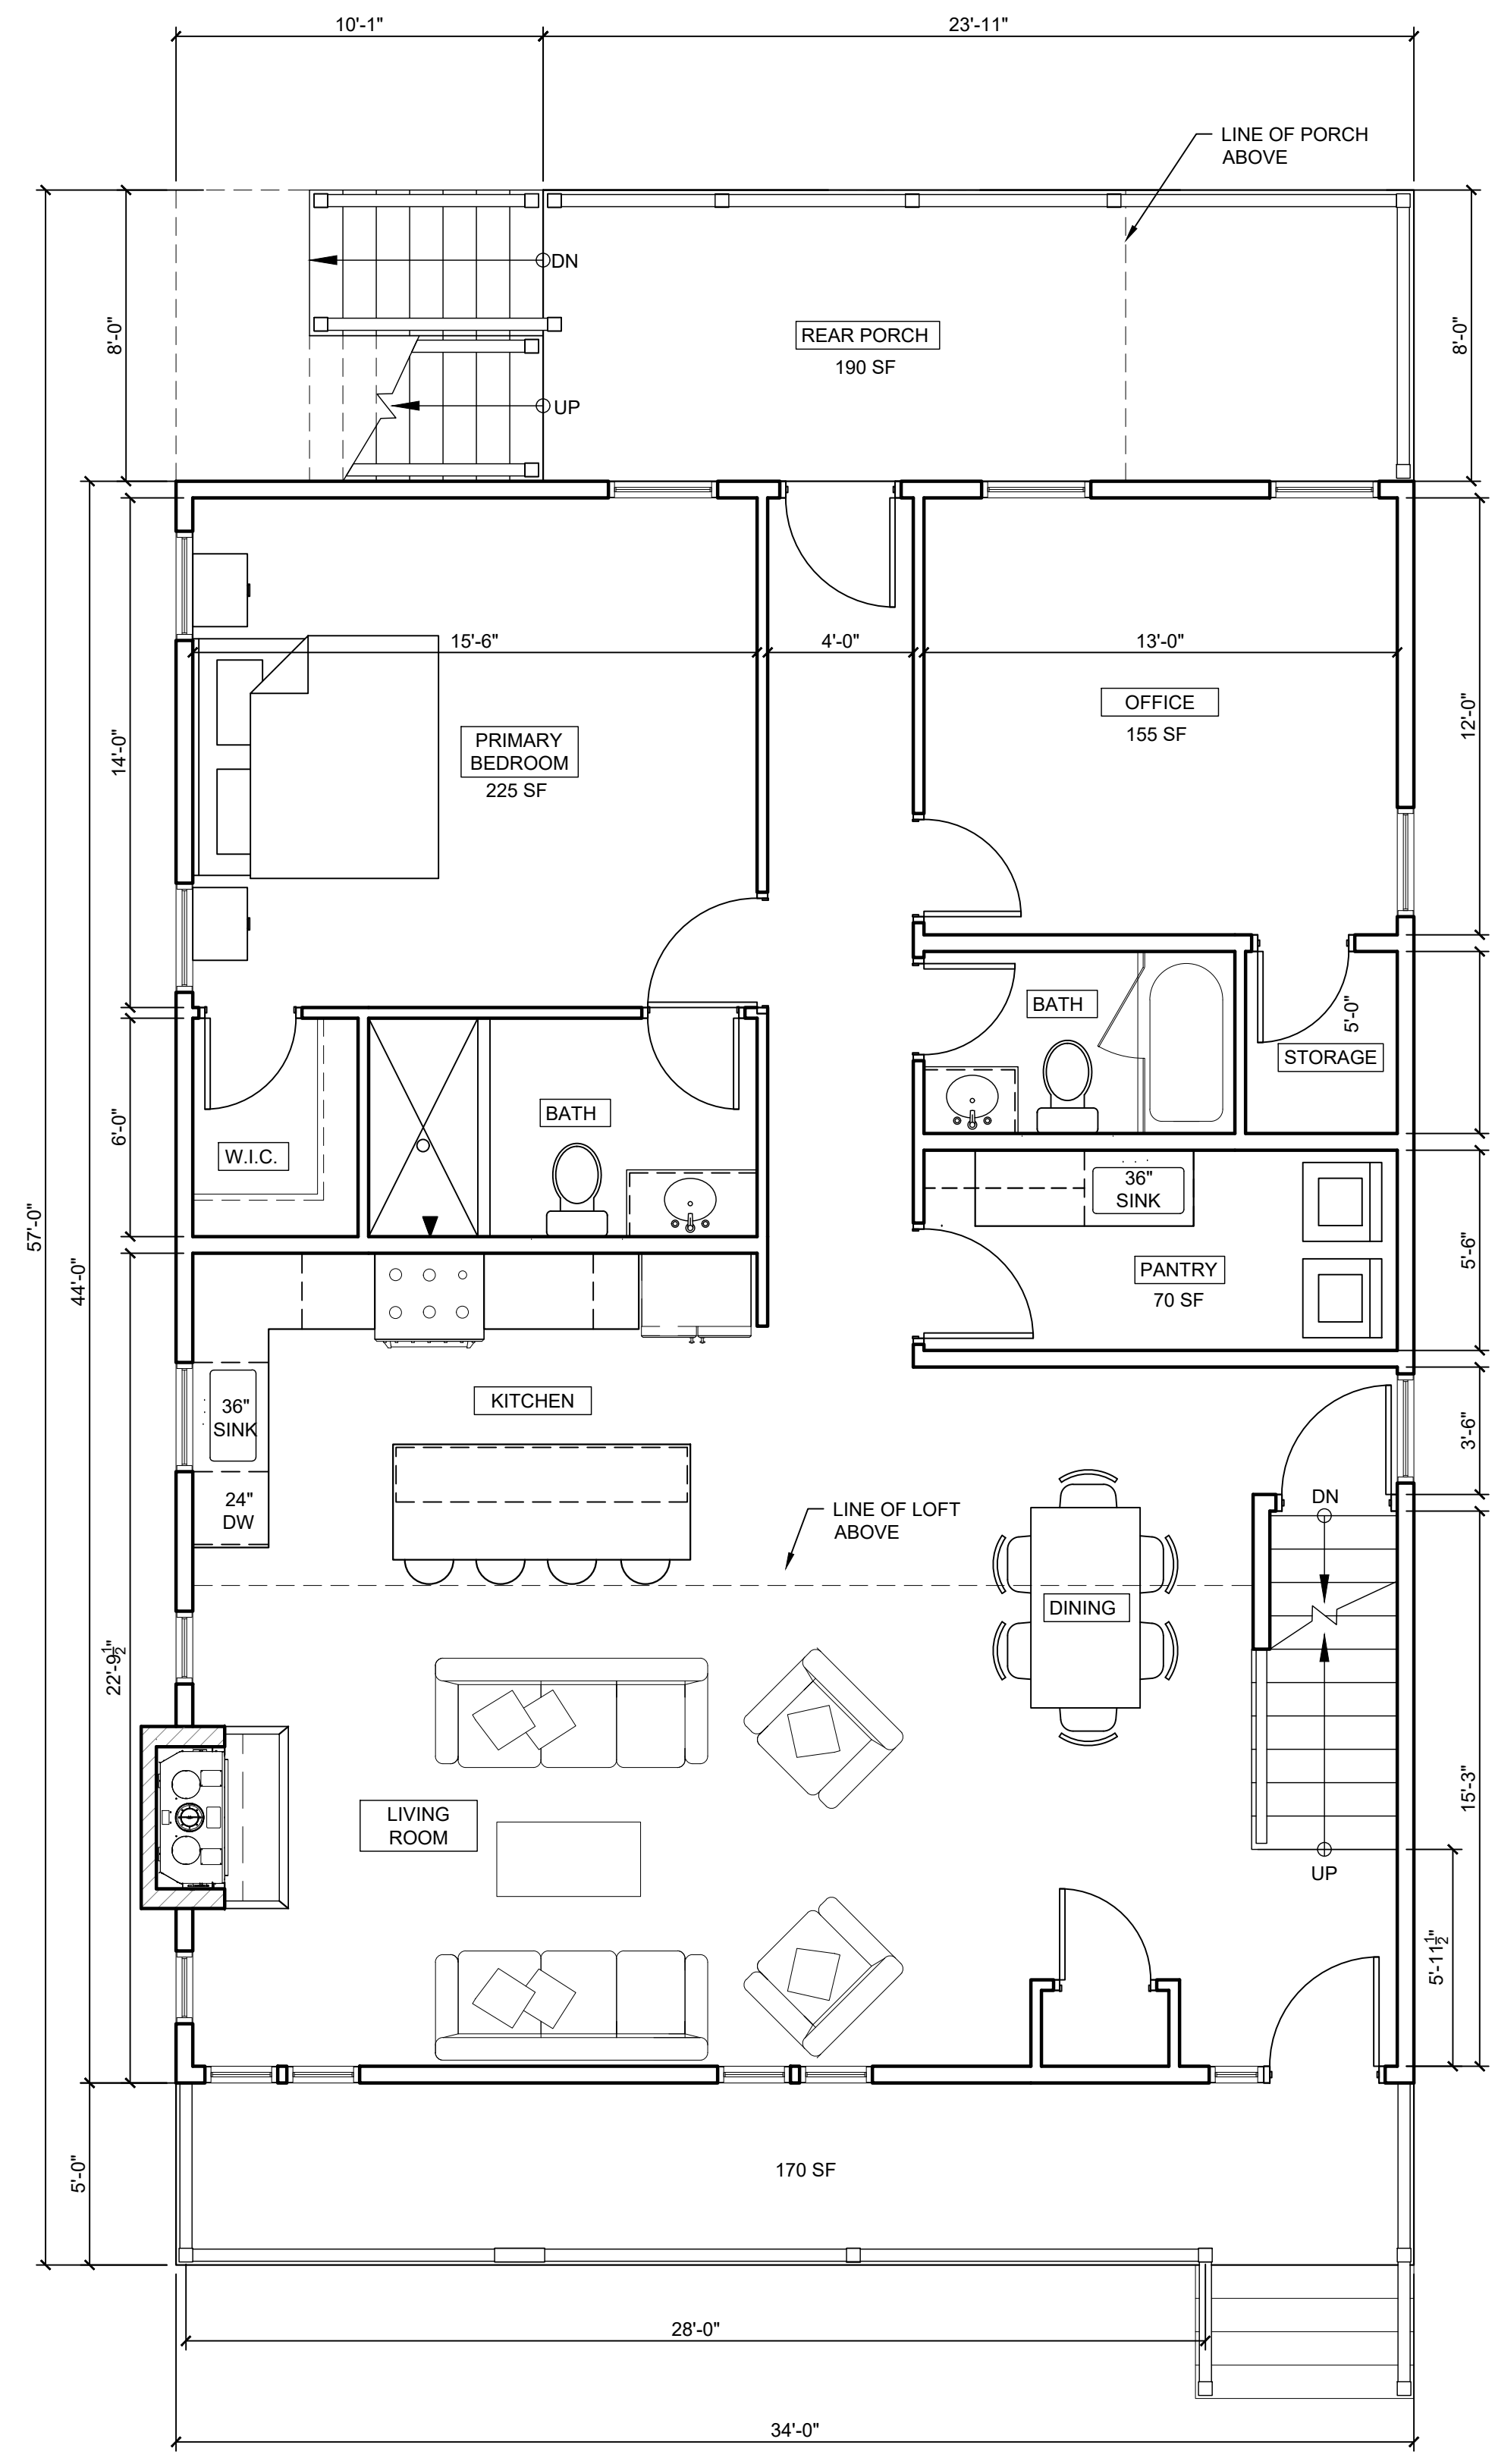 10'-1"
23'-11"
LINE OF PORCH
ABOVE
DN
8'-0"
REAR PORCH
190 SF
8'-0"
UP
15'-6"
4'-0"
13'-0"
OFFICE
155 SF
12'-0"
14'-0"
PRIMARY
BEDROOM
225 SF
BATH
5'-0"
STORAGE
BATH
6'-0"
W.I.C.
36"
SINK
57'-0"
44'-0"
PANTRY
70 SF
5'-6"
KITCHEN
36"
SINK
3'-6"
24"
DW
LINE OF LOFT
ABOVE
DN
DINING
22'-9 1/2"
LIVING
ROOM
15'-3"
UP
5'-11 1/2"
5'-0"
170 SF
28'-0"
34'-0"